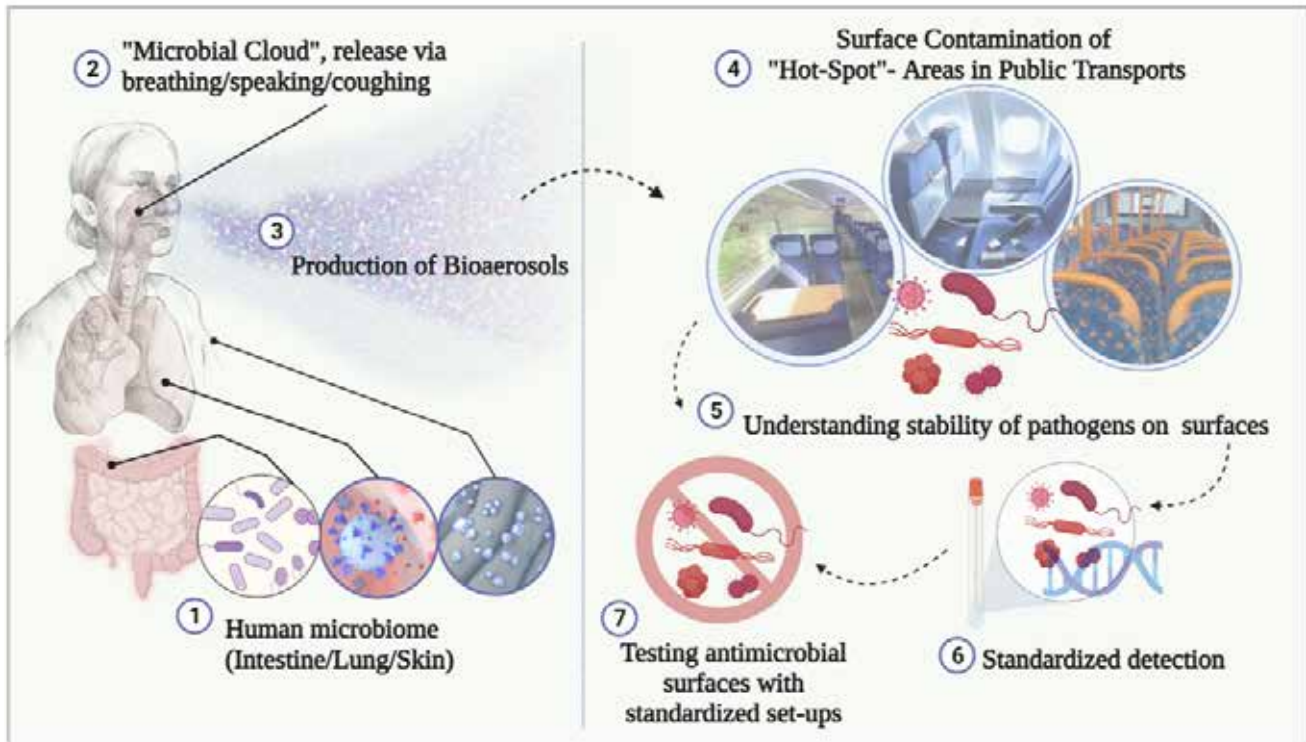 2
"Microbial Cloud", release via
breathing/speaking/coughing
3
Production of Bioaerosols
1
Human microbiome
(Intestine/Lung/Skin)
4
Surface Contamination of
"Hot-Spot"- Areas in Public Transports
5
Understanding stability of pathogens on surfaces
6
Standardized detection
7
Testing antimicrobial
surfaces with
standardized set-ups